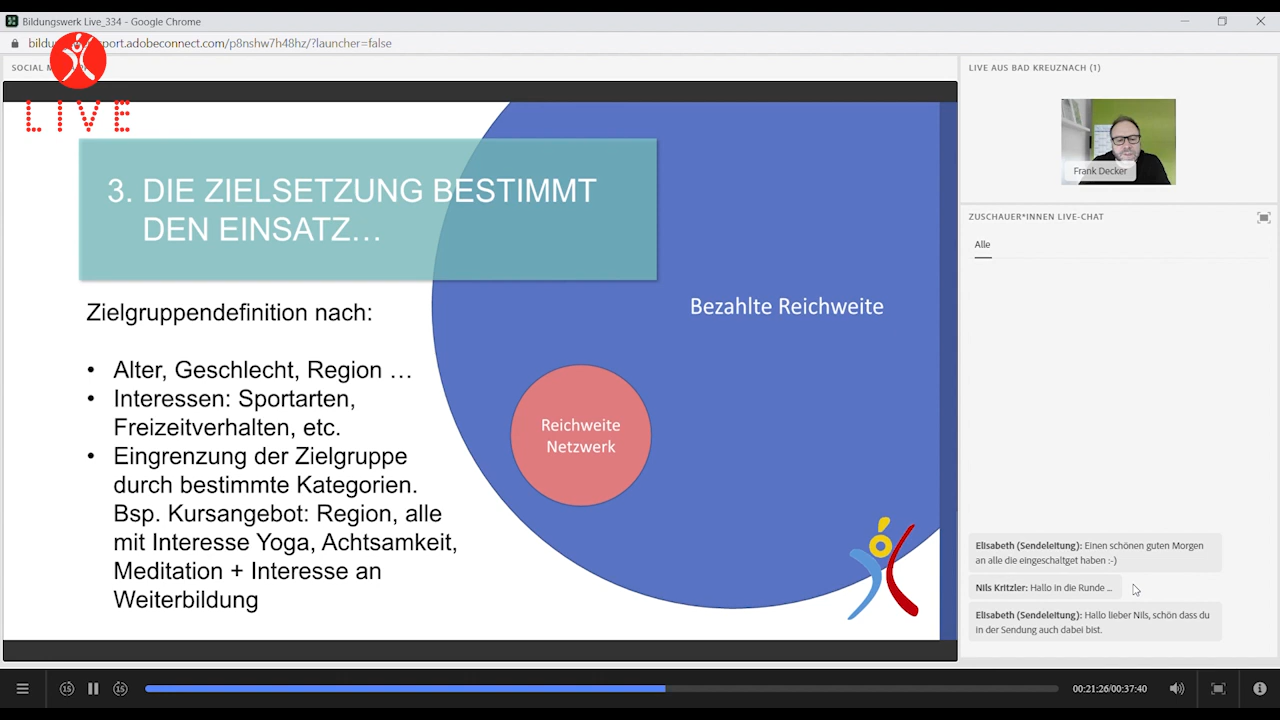 Bildungswerk Live_334 - Google Chrome
bildu port.adobeconnect.com/p8nshw7h48hz/?launcher=false
SOCIAL M
LIVE
3. DIE ZIELSETZUNG BESTIMMT
DEN EINSATZ…
Zielgruppendefinition nach:
• Alter, Geschlecht, Region …
• Interessen: Sportarten,
Freizeitverhalten, etc.
• Eingrenzung der Zielgruppe
durch bestimmte Kategorien.
Bsp. Kursangebot: Region, alle
mit Interesse Yoga, Achtsamkeit,
Meditation + Interesse an
Weiterbildung
Bezahlte Reichweite
Reichweite
Netzwerk
LIVE AUS BAD KREUZNACH (1)
Frank Decker
ZUSCHAUER*INNEN LIVE-CHAT
Alle
Elisabeth (Sendeleitung): Einen schönen guten Morgen
an alle die eingeschaltget haben :-)
Nils Kritzler: Hallo in die Runde ...
Elisabeth (Sendeleitung): Hallo lieber Nils, schön dass du
in der Sendung auch dabei bist.
15
15
00:21:26/00:37:40